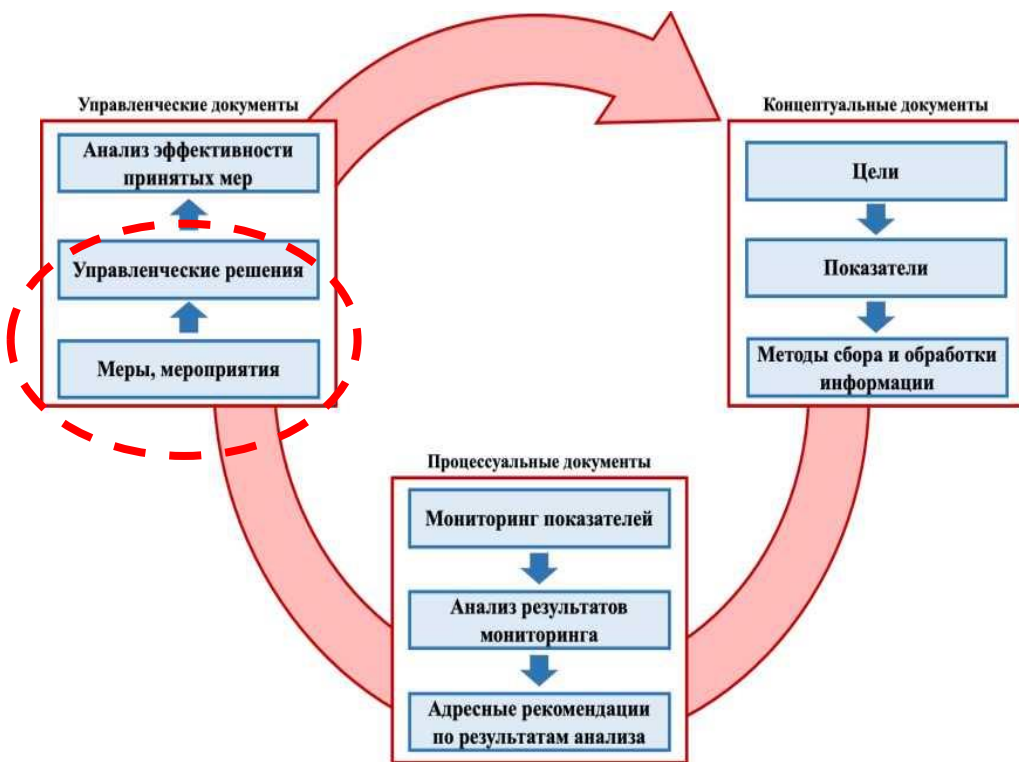 Управленческие документы
Анализ эффективности
принятых мер
Управленческие решения
Меры, мероприятия
Концептуальные документы
Цели
Показатели
Методы сбора и обработки
информации
Процессуальные документы
Мониторинг показателей
Анализ результатов
мониторинга
Адресные рекомендации
по результатам анализа